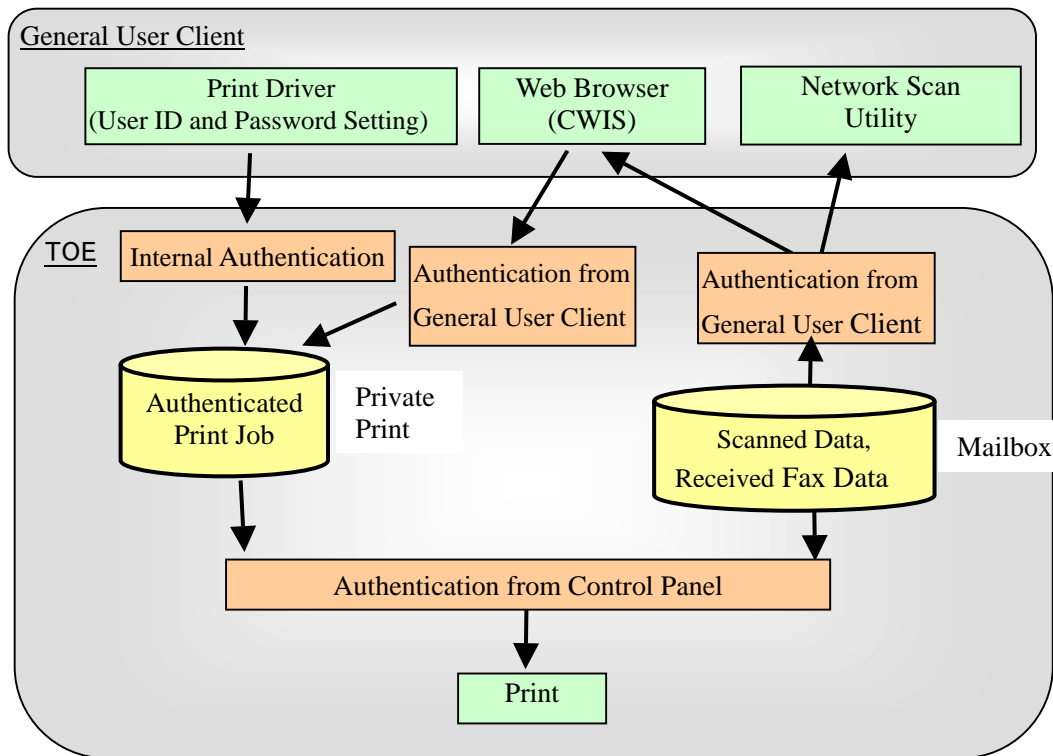 General User Client
Print Driver
(User ID and Password Setting)
Web Browser
(CWIS)
Network Scan
Utility
TOE
Internal Authentication
Authentication from
General User Client
Authentication from
General User Client
Authenticated
Print Job
Private
Print
Scanned Data,
Received Fax Data
Mailbox
Authentication from Control Panel
Print